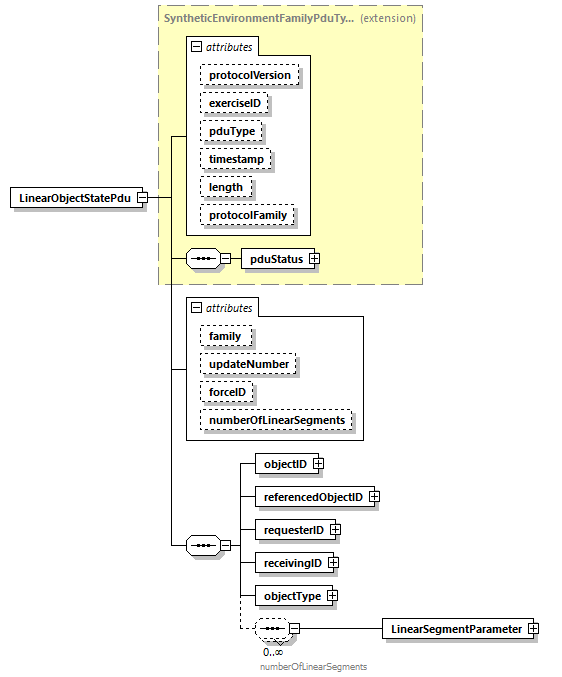 SyntheticEnvironmentFamilyPduTy... (extension)
attributes
protocolVersion
exerciseID
pduType
timestamp
length
protocolFamily
LinearObjectStatePdu
pduStatus
attributes
family
updateNumber
forceID
numberOfLinearSegments
objectID
referencedObjectID
requesterID
receivingID
objectType
LinearSegmentParameter
0..∞
numberOfLinearSegments